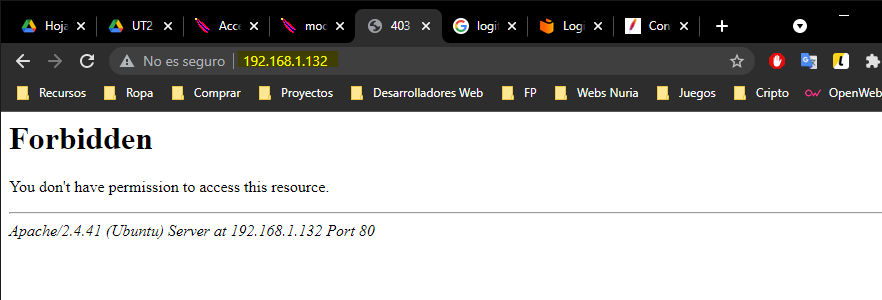 Hoja
UT2
Acce
moc
403
logit
Logi
Con
No es seguro
192.168.1.132
Recursos
Ropa
Comprar
Proyectos
Desarrolladores Web
FP
Webs Nuria
Juegos
Cripto
OpenWeb
Forbidden
You don't have permission to access this resource.
Apache/2.4.41 (Ubuntu) Server at 192.168.1.132 Port 80